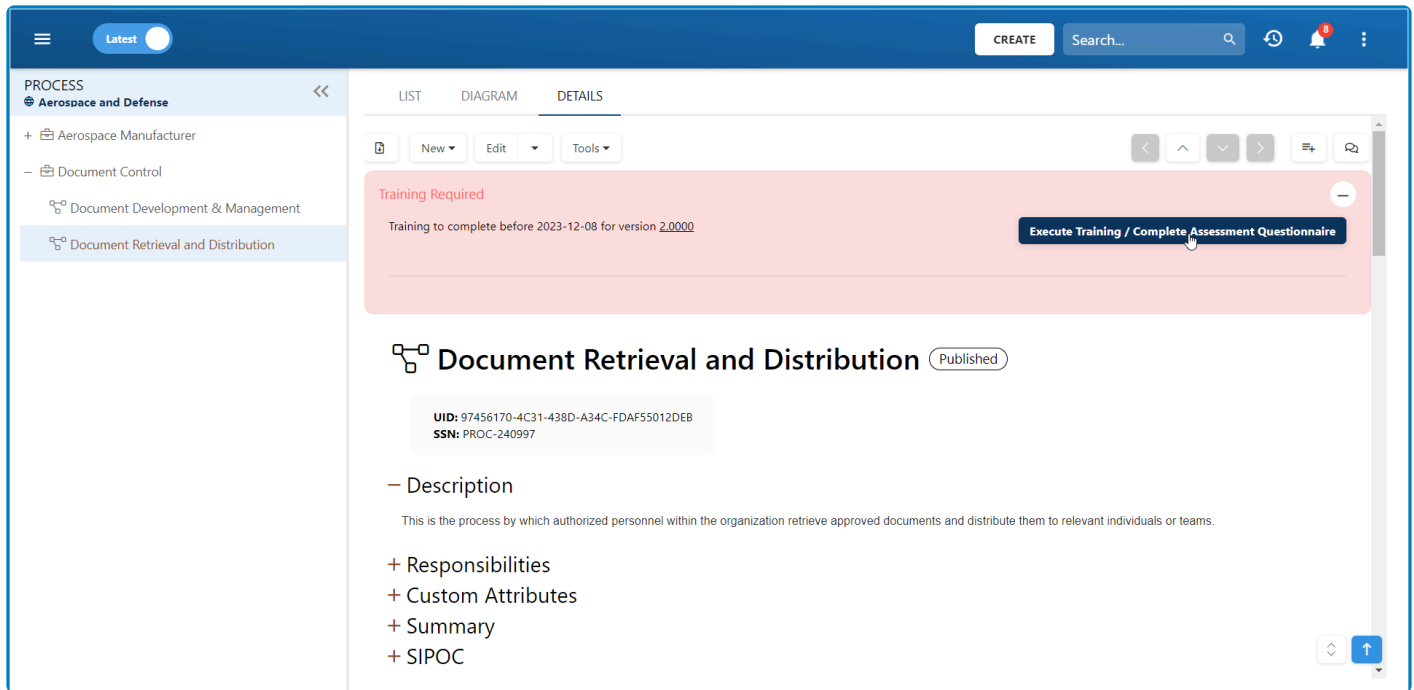 Latest
CREATE
Search...
8
PROCESS
Aerospace and Defense
+ Aerospace Manufacturer
– Document Control
Document Development & Management
Document Retrieval and Distribution
LIST DIAGRAM DETAILS
New Edit Tools
Training Required
Training to complete before 2023-12-08 for version 2.0000
Execute Training / Complete Assessment Questionnaire
Document Retrieval and Distribution Published
UID: 97456170-4C31-438D-A34C-FDAF55012DEB
SSN: PROC-240997
– Description
This is the process by which authorized personnel within the organization retrieve approved documents and distribute them to relevant individuals or teams.
+ Responsibilities
+ Custom Attributes
+ Summary
+ SIPOC